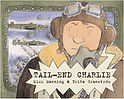 TAIL-END CHARLIE
Mick Manning & Brita Granström